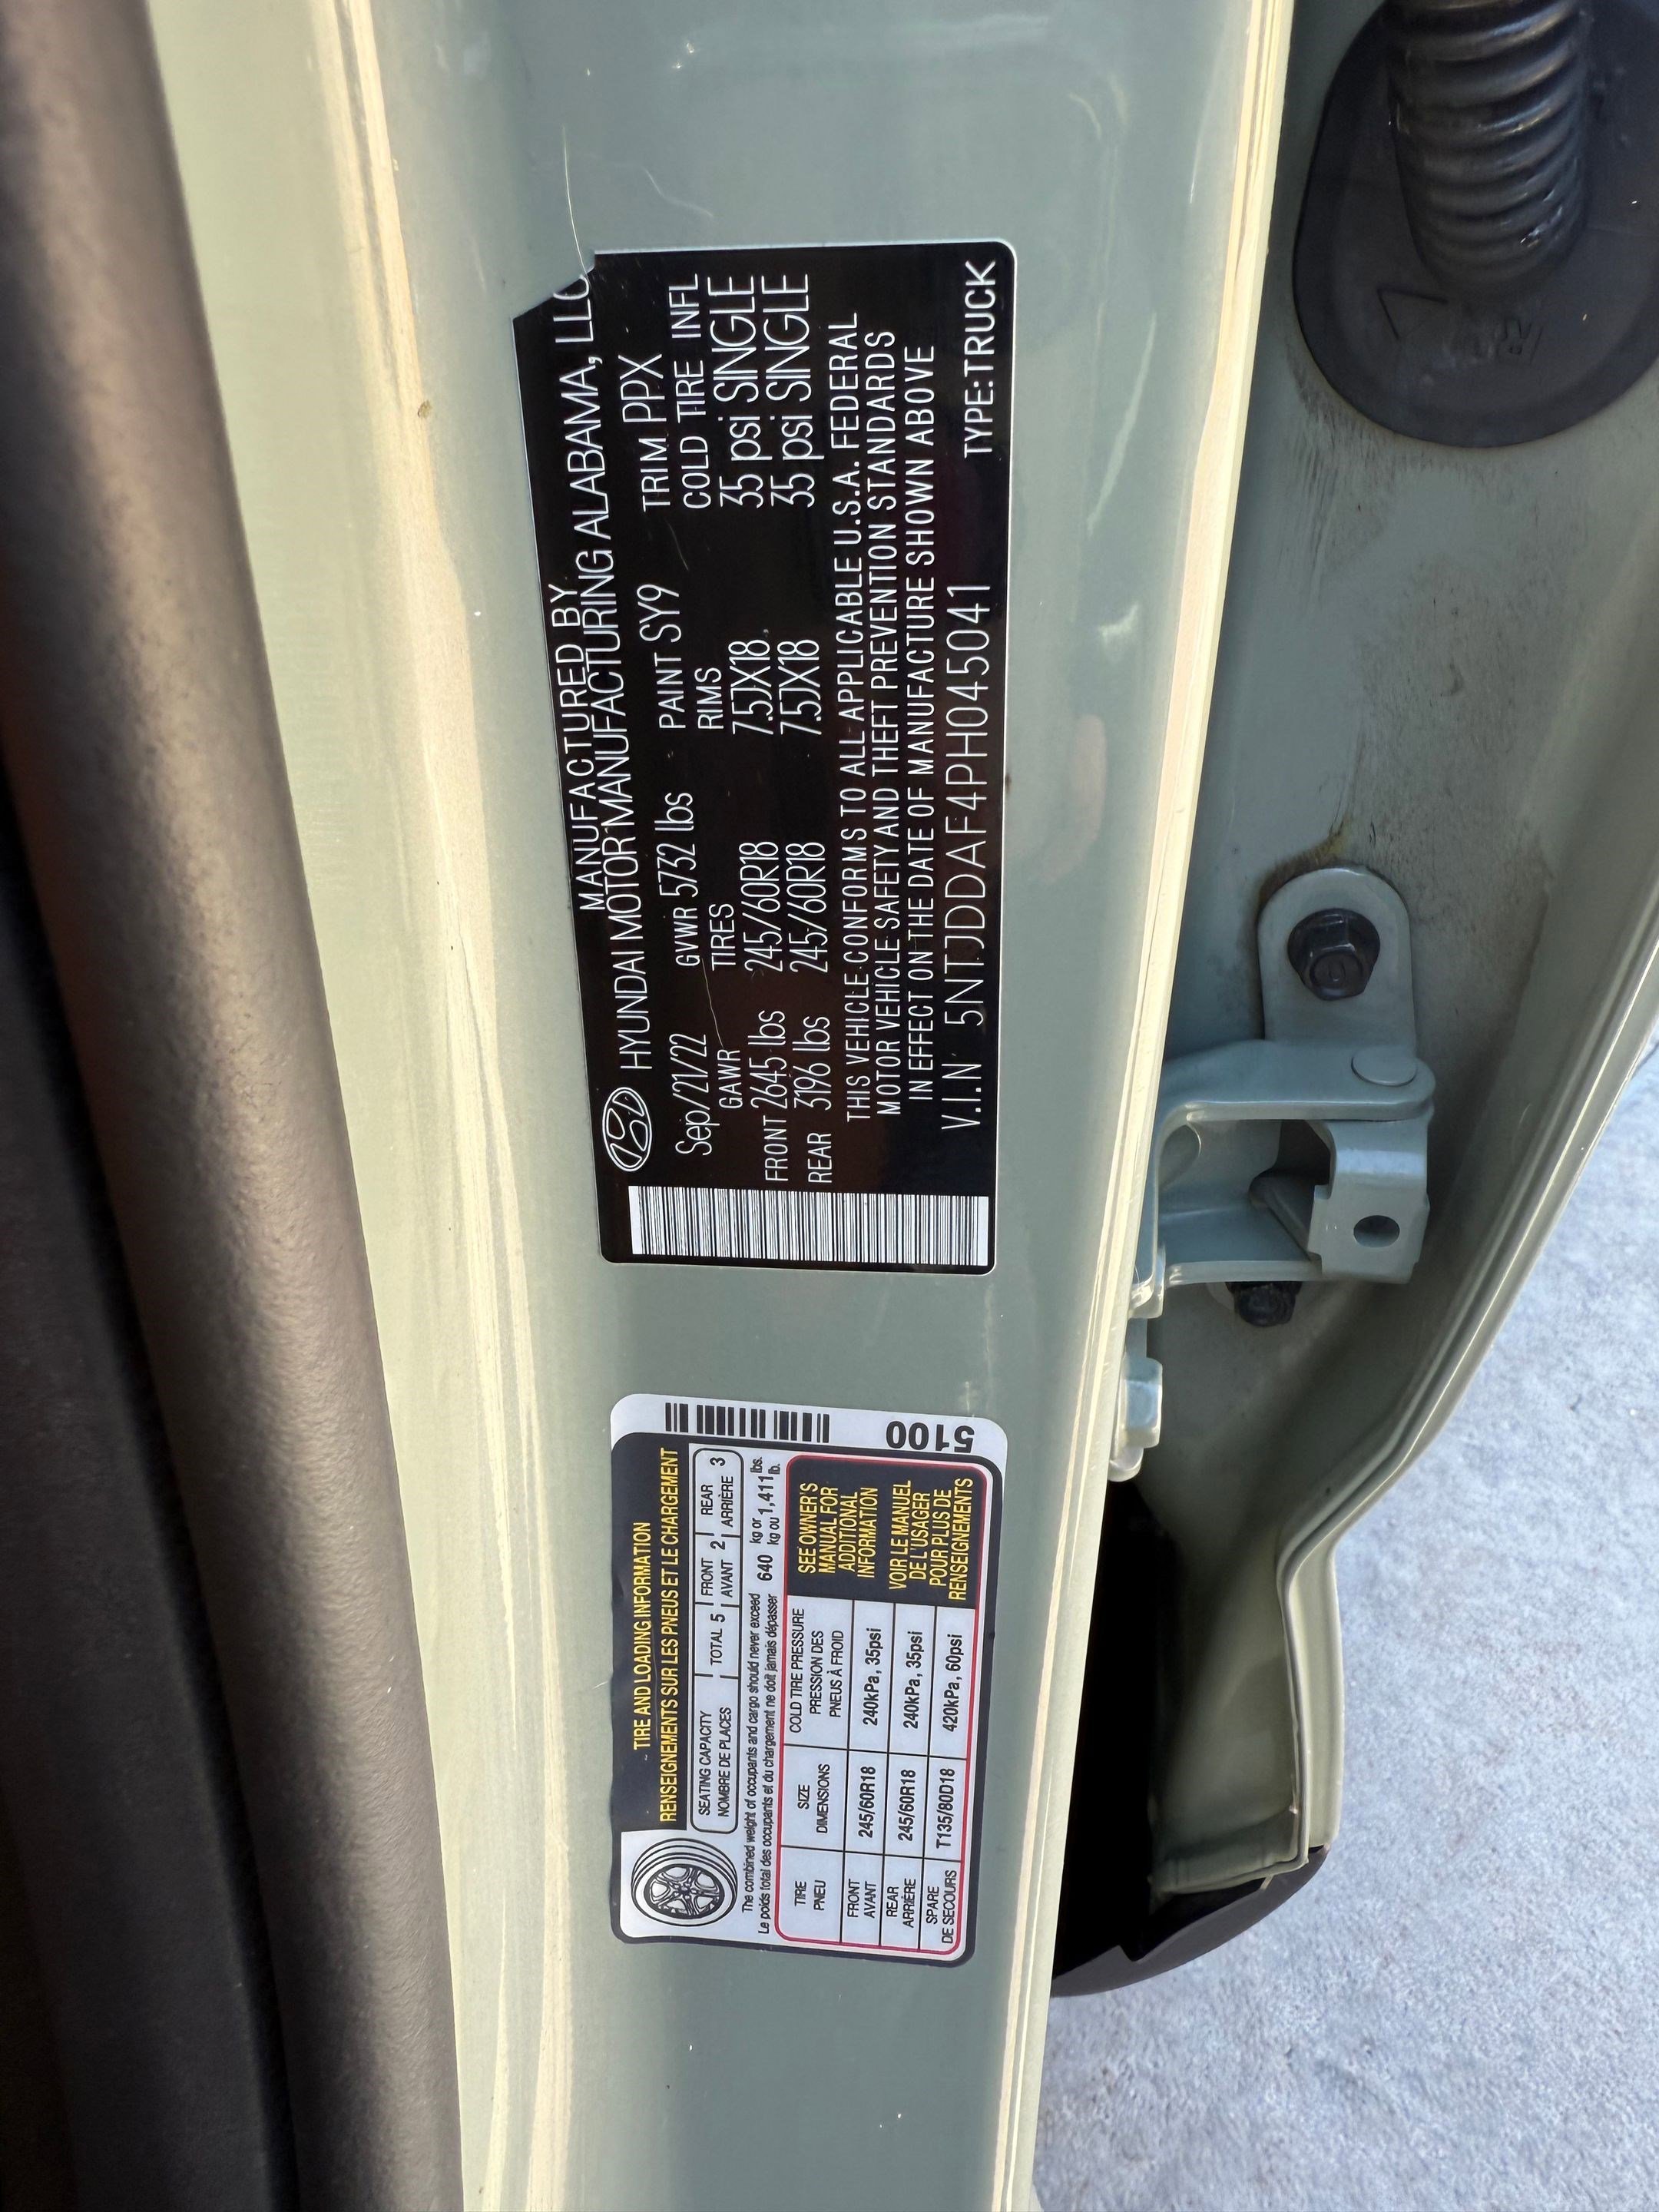 MANUFACTURED BY
HYUNDAI MOTOR MANUFACTURING ALABAMA, LLC
Sep/21/22 GVWR 5732 lbs PAINT SY9 TRIM PPX
GAWR TIRES RIMS COLD TIRE INFL
FRONT 2645 lbs 245/60R18 7.5JX18 35 psi SINGLE
REAR 3196 lbs 245/60R18 7.5JX18 35 psi SINGLE
THIS VEHICLE CONFORMS TO ALL APPLICABLE U.S.A. FEDERAL
MOTOR VEHICLE SAFETY AND THEFT PREVENTION STANDARDS
IN EFFECT ON THE DATE OF MANUFACTURE SHOWN ABOVE
V.I.N 5NTJDDAF4PH045041 TYPE:TRUCK
TIRE AND LOADING INFORMATION
RENSEIGNEMENTS SUR LES PNEUS ET LE CHARGEMENT
SEATING CAPACITY
NOMBRE DE PLACES
TOTAL 5
FRONT
AVANT
2
REAR
ARRIÈRE
3
The combined weight of occupants and cargo should never exceed 640 kg or 1,411 lbs.
Le poids total des occupants et du chargement ne doit jamais dépasser 640 kg ou 1,411 lb.
TIRE
PNEU
SIZE
DIMENSIONS
COLD TIRE PRESSURE
PRESSION DES
PNEUS À FROID
FRONT
AVANT
245/60R18
240kPa, 35psi
REAR
ARRIÈRE
245/60R18
240kPa, 35psi
SPARE
DE SECOURS
T135/80D18
420kPa, 60psi
SEE OWNER'S
MANUAL FOR
ADDITIONAL
INFORMATION
VOIR LE MANUEL
DE L'USAGER
POUR PLUS DE
RENSEIGNEMENTS
5100